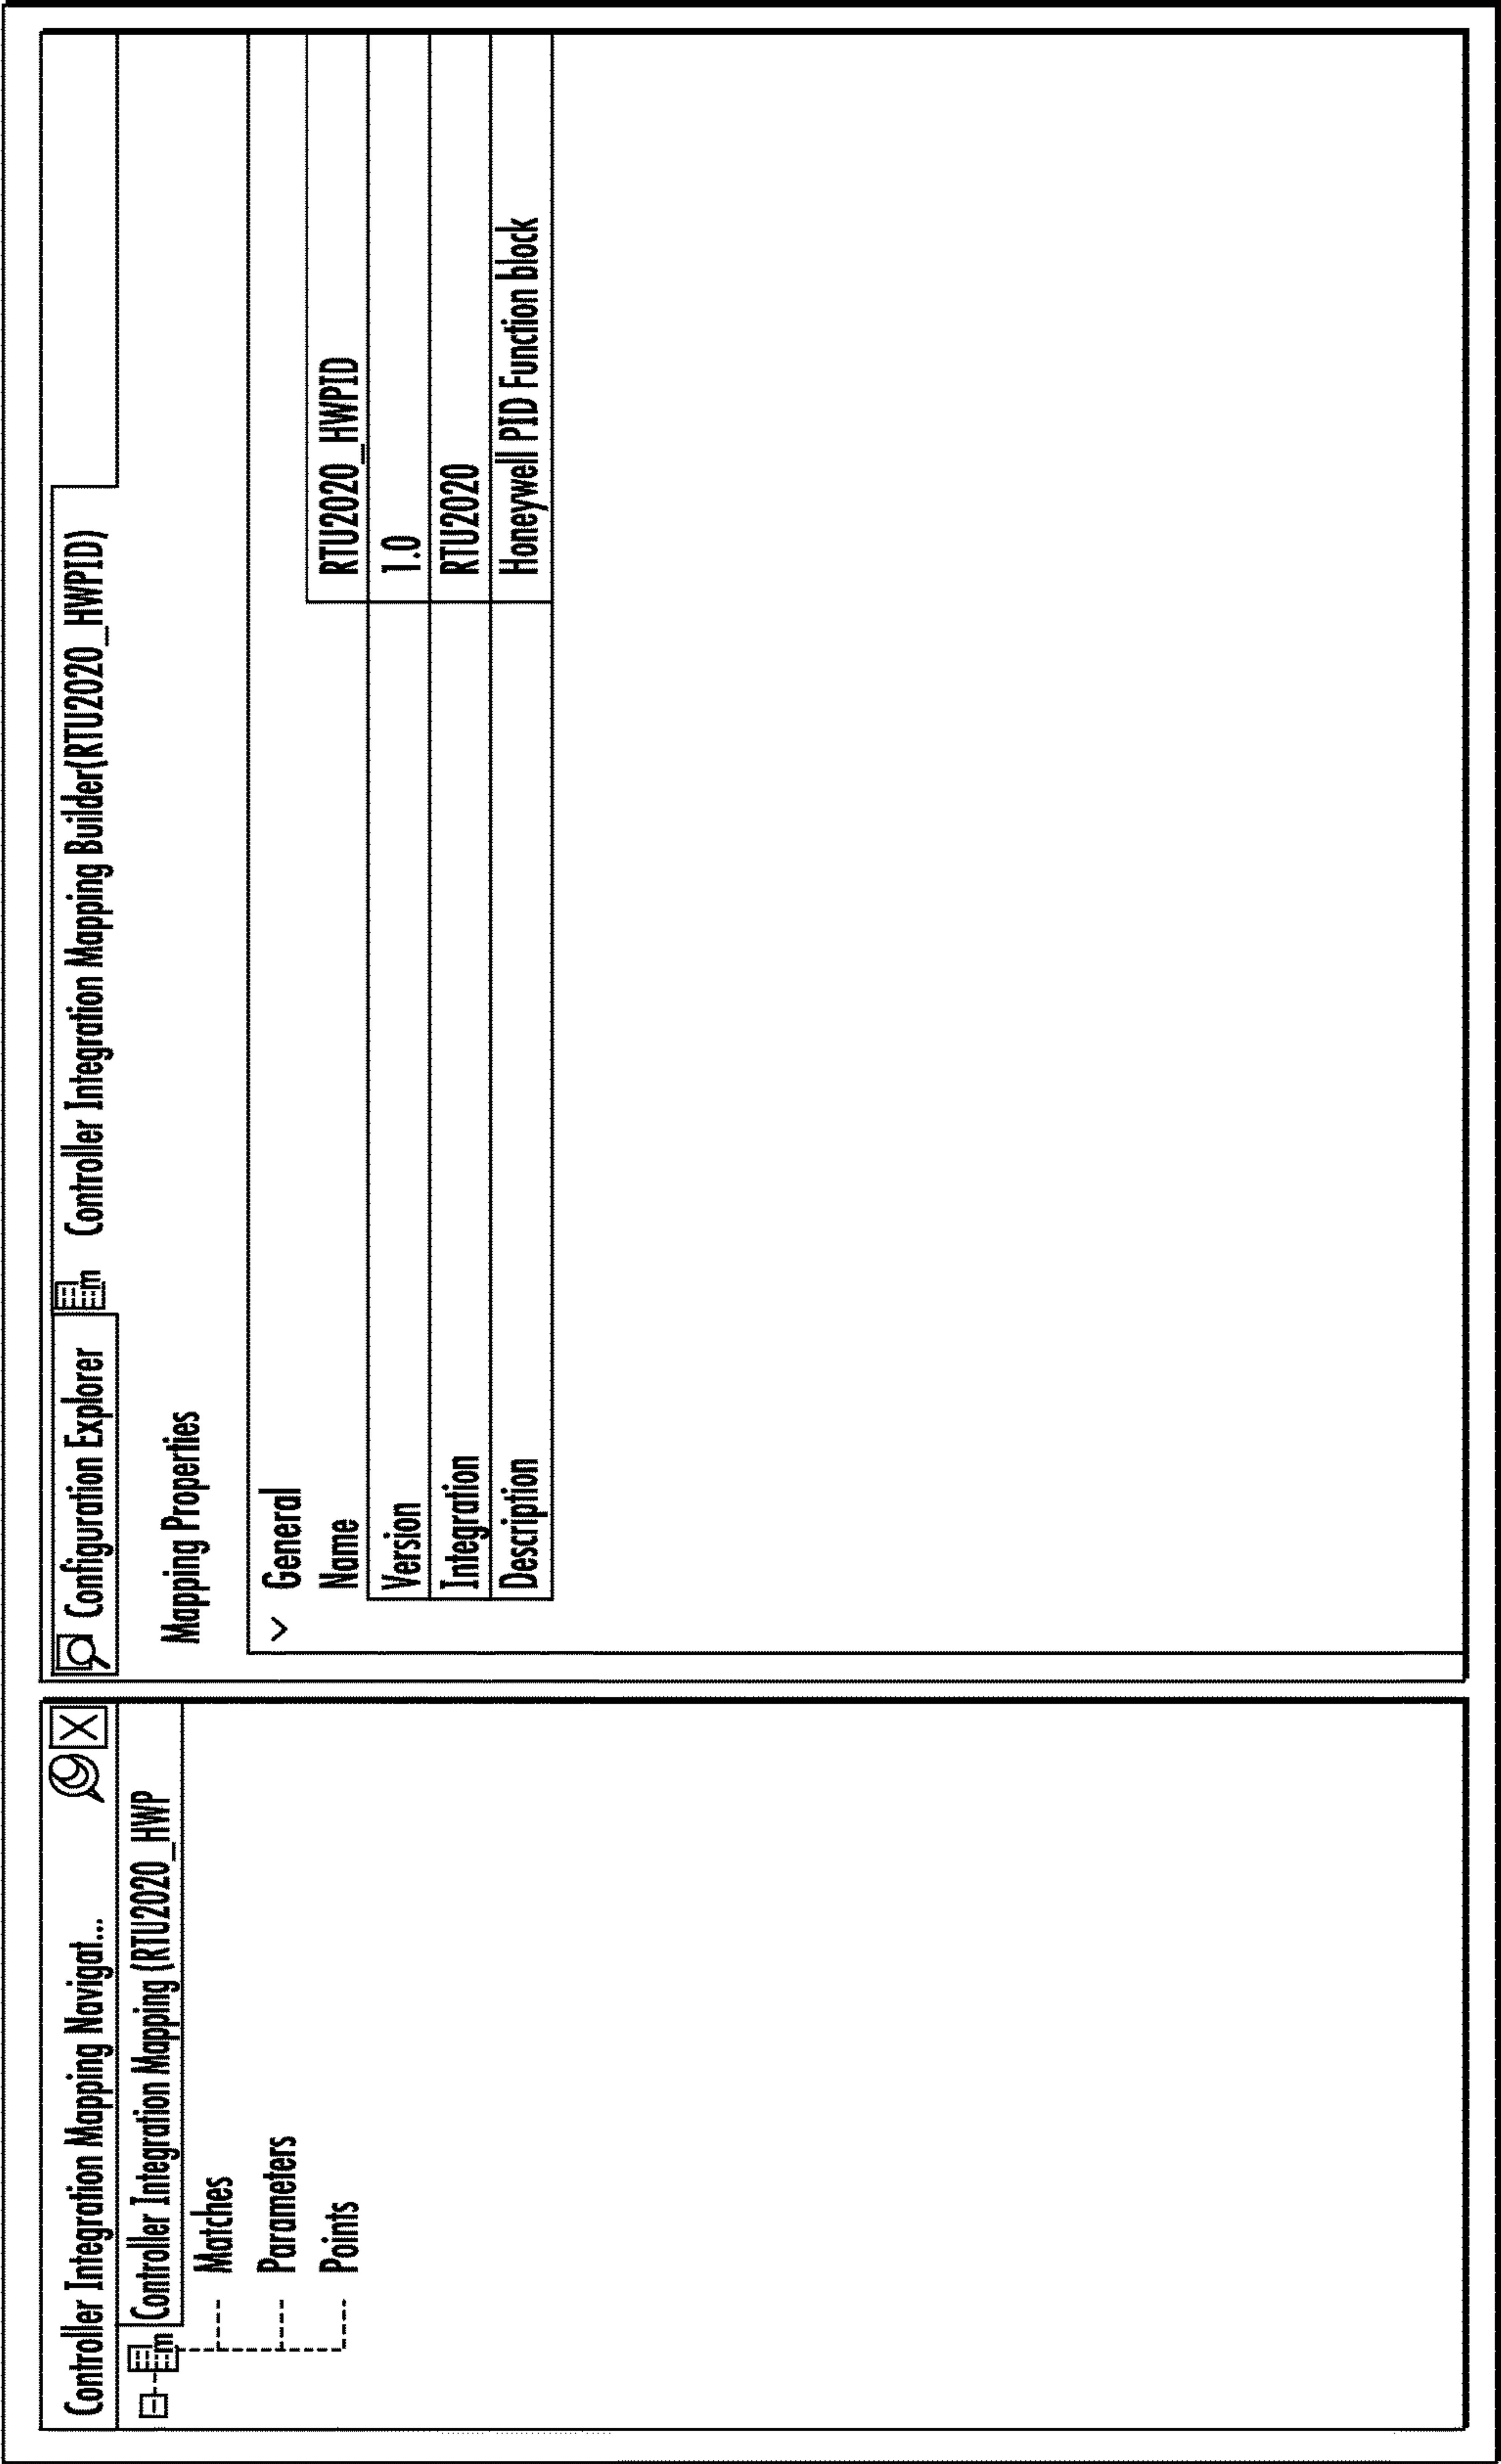 Controller Integration Mapping Navigat...
Controller Integration Mapping (RTU2020_HWP
Matches
Parameters
Points
Configuration Explorer
Controller Integration Mapping Builder(RTU2020_HWPID)
Mapping Properties
General
Name RTU2020_HWPID
Version 1.0
Integration RTU2020
Description Honeywell PID Function block